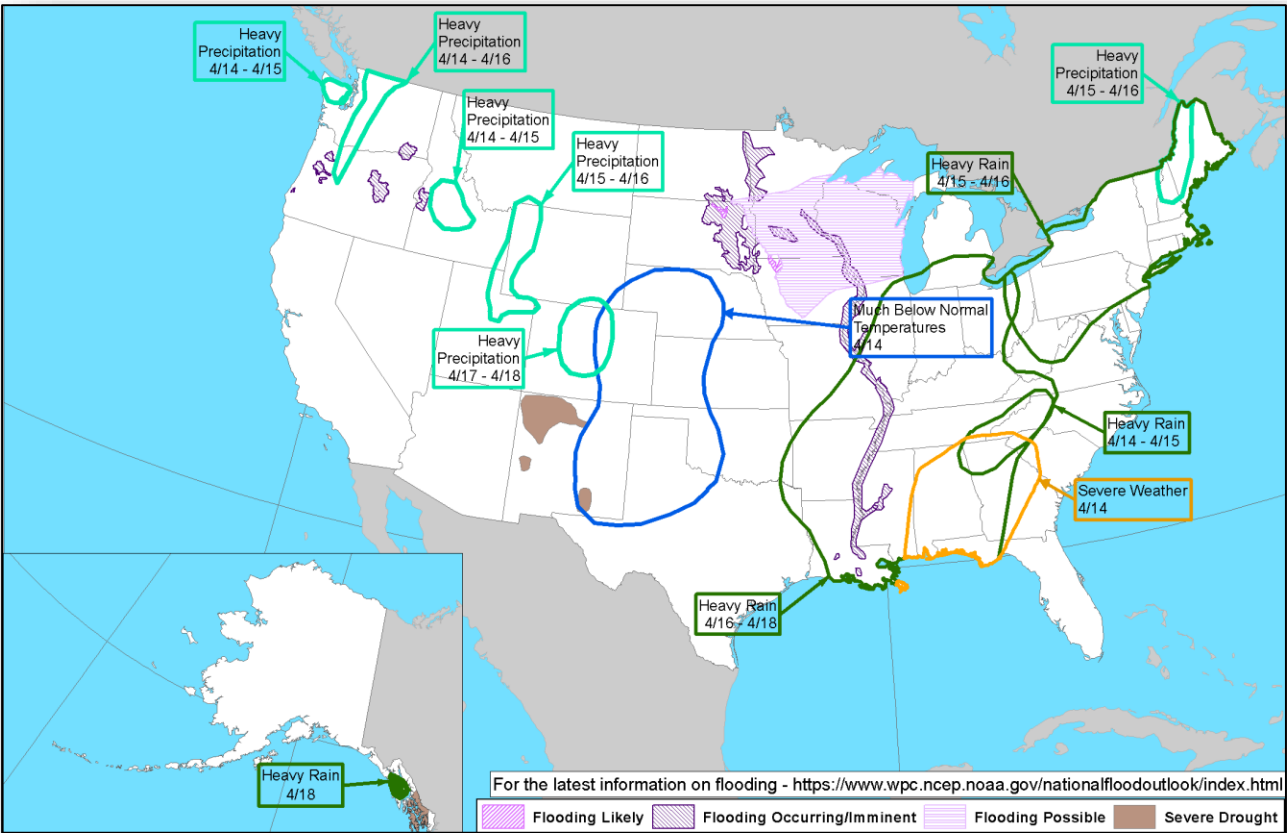 Heavy
Precipitation
4/14 - 4/15
Heavy
Precipitation
4/14 - 4/16
Heavy
Precipitation
4/14 - 4/15
Heavy
Precipitation
4/15 - 4/16
Heavy
Precipitation
4/15 - 4/16
Heavy Rain
4/15 - 4/16
Much Below Normal
Temperatures
4/14
Heavy
Precipitation
4/17 - 4/18
Heavy Rain
4/14 - 4/15
Severe Weather
4/14
Heavy Rain
4/16 - 4/18
Heavy Rain
4/18
For the latest information on flooding - https://www.wpc.ncep.noaa.gov/nationalfloodoutlook/index.html
Flooding Likely Flooding Occurring/Imminent Flooding Possible Severe Drought